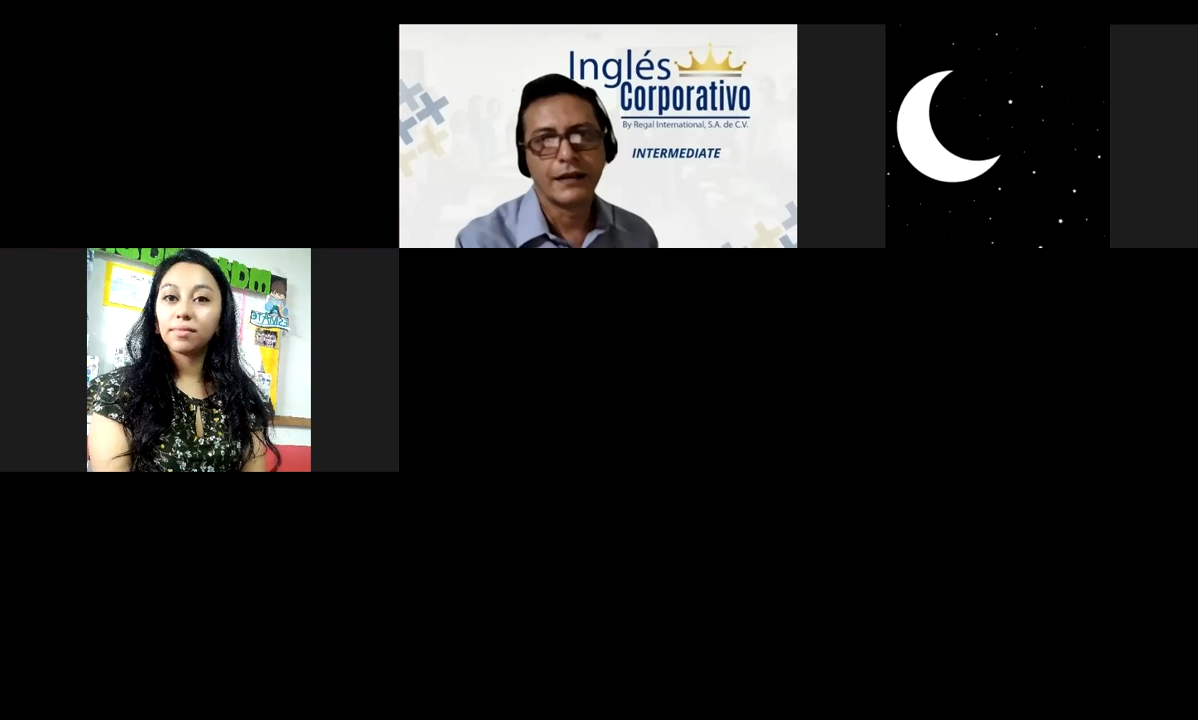 Inglés
Corporativo
By Regal International, S.A. de C.V.
INTERMEDIATE